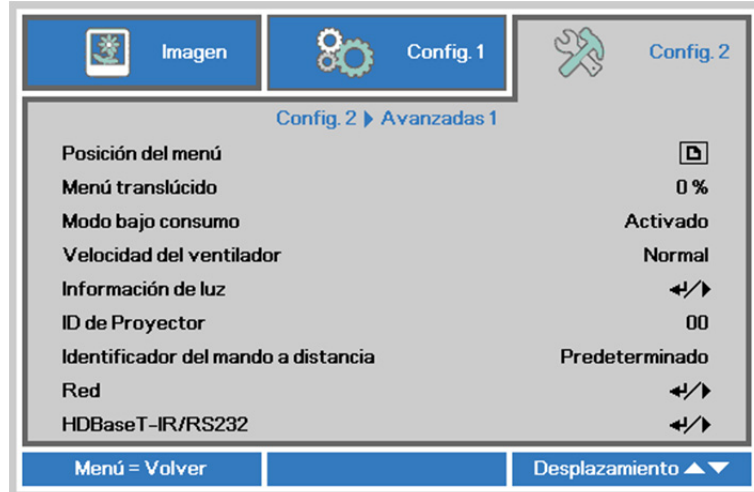 Imagen Config. 1 Config. 2
Config. 2 Avanzadas 1
Posición del menú
Menú translúcido 0 %
Modo bajo consumo Activado
Velocidad del ventilador Normal
Información de luz
ID de Proyector 00
Identificador del mando a distancia Predeterminado
Red
HDBaseT-IR/RS232
Menú = Volver Desplazamiento